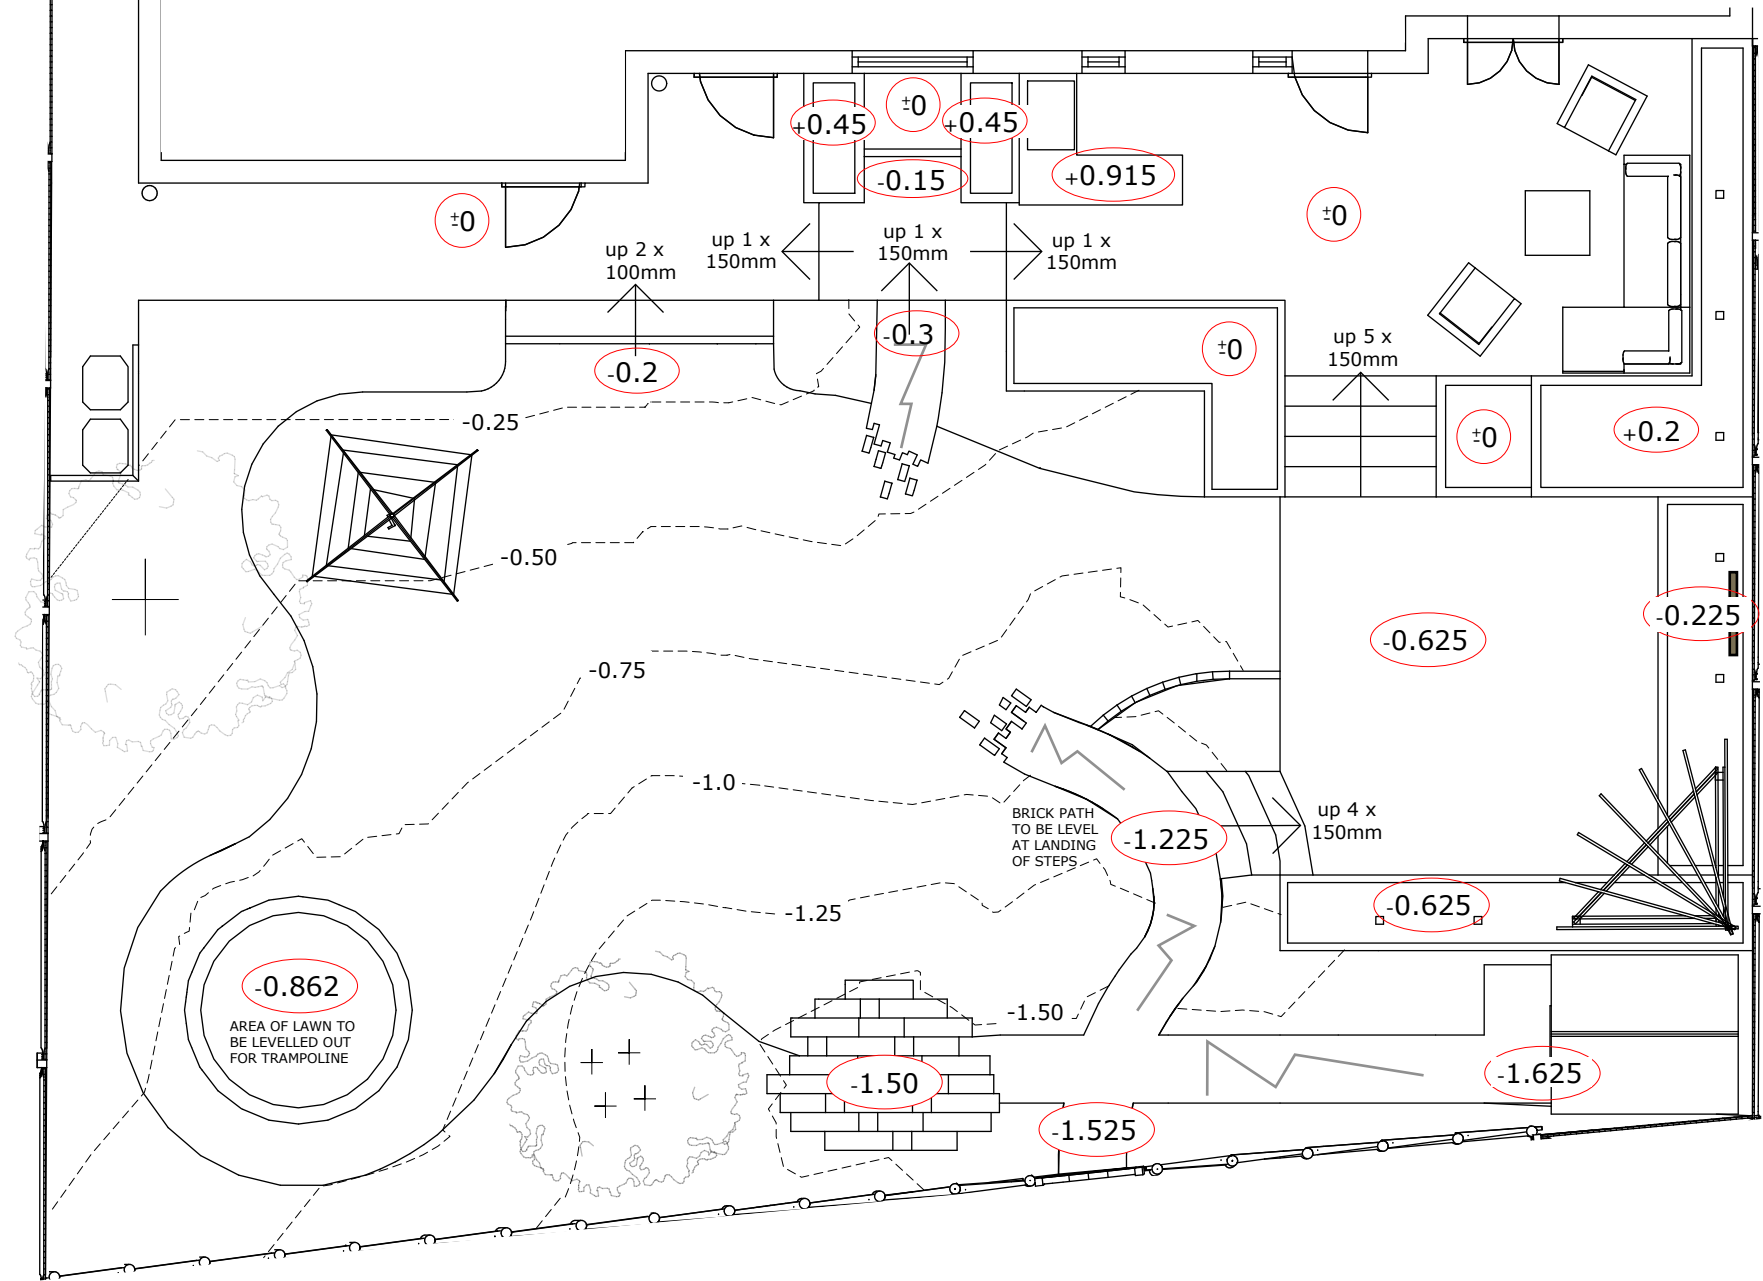 ±0
+0.45
+0.45
-0.15
+0.915
±0
±0
up 2 x
100mm
up 1 x
150mm
up 1 x
150mm
up 1 x
150mm
-0.3
±0
up 5 x
150mm
-0.2
-0.25
±0
+0.2
-0.50
-0.225
-0.625
-0.75
-1.0
BRICK PATH
TO BE LEVEL
AT LANDING
OF STEPS
-1.225
up 4 x
150mm
-1.25
-0.625
-0.862
AREA OF LAWN TO
BE LEVELLED OUT
FOR TRAMPOLINE
-1.50
-1.50
-1.625
-1.525